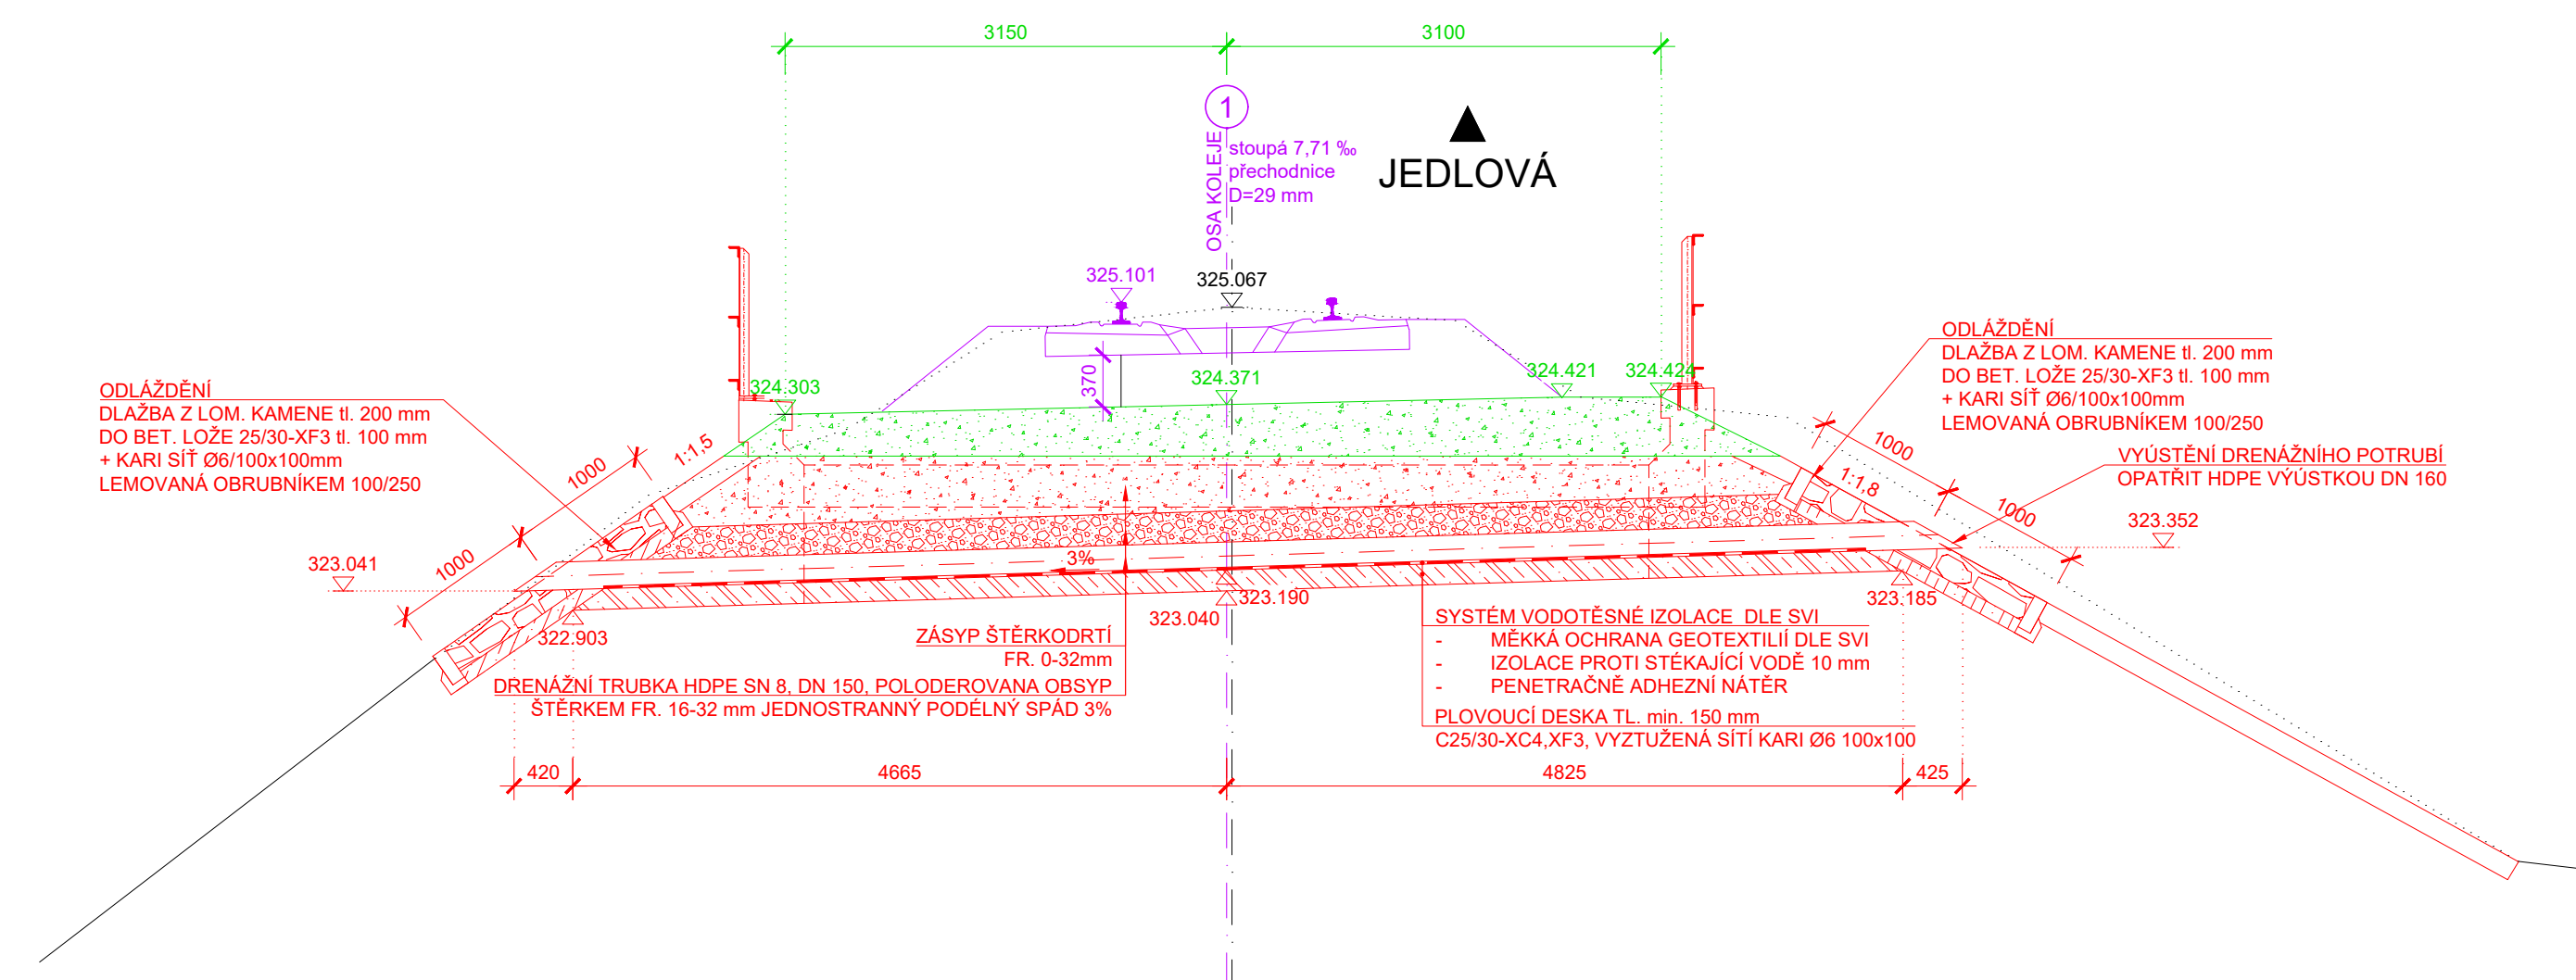 3150
3100
1
OSA KOLEJE
stoupá 7,71 ‰
přechodnice
D=29 mm
JEDLOVÁ
325.101
325.067
ODLÁŽDĚNÍ
DLAŽBA Z LOM. KAMENE tl. 200 mm
DO BET. LOŽE 25/30-XF3 tl. 100 mm
+ KARI SÍŤ Ø6/100x100mm
LEMOVANÁ OBRUBNÍKEM 100/250
324.303
370
324.371
324.421
324.424
ODLÁŽDĚNÍ
DLAŽBA Z LOM. KAMENE tl. 200 mm
DO BET. LOŽE 25/30-XF3 tl. 100 mm
+ KARI SÍŤ Ø6/100x100mm
LEMOVANÁ OBRUBNÍKEM 100/250
VYÚSTĚNÍ DRENÁŽNÍHO POTRUBÍ
OPATŘIT HDPE VÝÚSTKOU DN 160
1:1,5
1000
1000
1000
1:1,8
1000
323.041
323.352
3%
322.903
323.040
323.190
323.185
ZÁSYP ŠTĚRKODRTÍ
FR. 0-32mm
DRENÁŽNÍ TRUBKA HDPE SN 8, DN 150, POLODEROVANA OBSYP
ŠTĚRKEM FR. 16-32 mm JEDNOSTRANNÝ PODÉLNÝ SPÁD 3%
SYSTÉM VODOTĚSNÉ IZOLACE DLE SVI
- MĚKKÁ OCHRANA GEOTEXTILIÍ DLE SVI
- IZOLACE PROTI STÉKAJÍCÍ VODĚ 10 mm
- PENETRAČNĚ ADHEZNÍ NÁTĚR
PLOVOUCÍ DESKA TL. min. 150 mm
C25/30-XC4,XF3, VYZTUŽENÁ SÍTÍ KARI Ø6 100x100
420
4665
4825
425